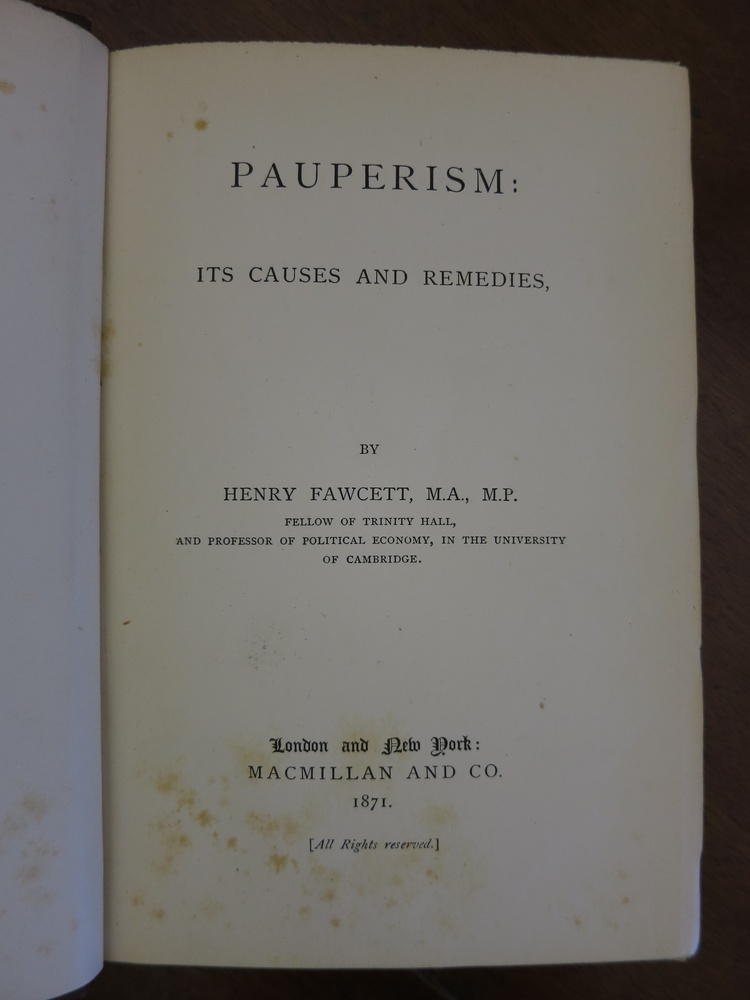 PAUPERISM:
ITS CAUSES AND REMEDIES,
BY
HENRY FAWCETT, M.A., M.P.
FELLOW OF TRINITY HALL,
AND PROFESSOR OF POLITICAL ECONOMY, IN THE UNIVERSITY
OF CAMBRIDGE.
London and New York:
MACMILLAN AND CO.
1871.
[All Rights reserved.]